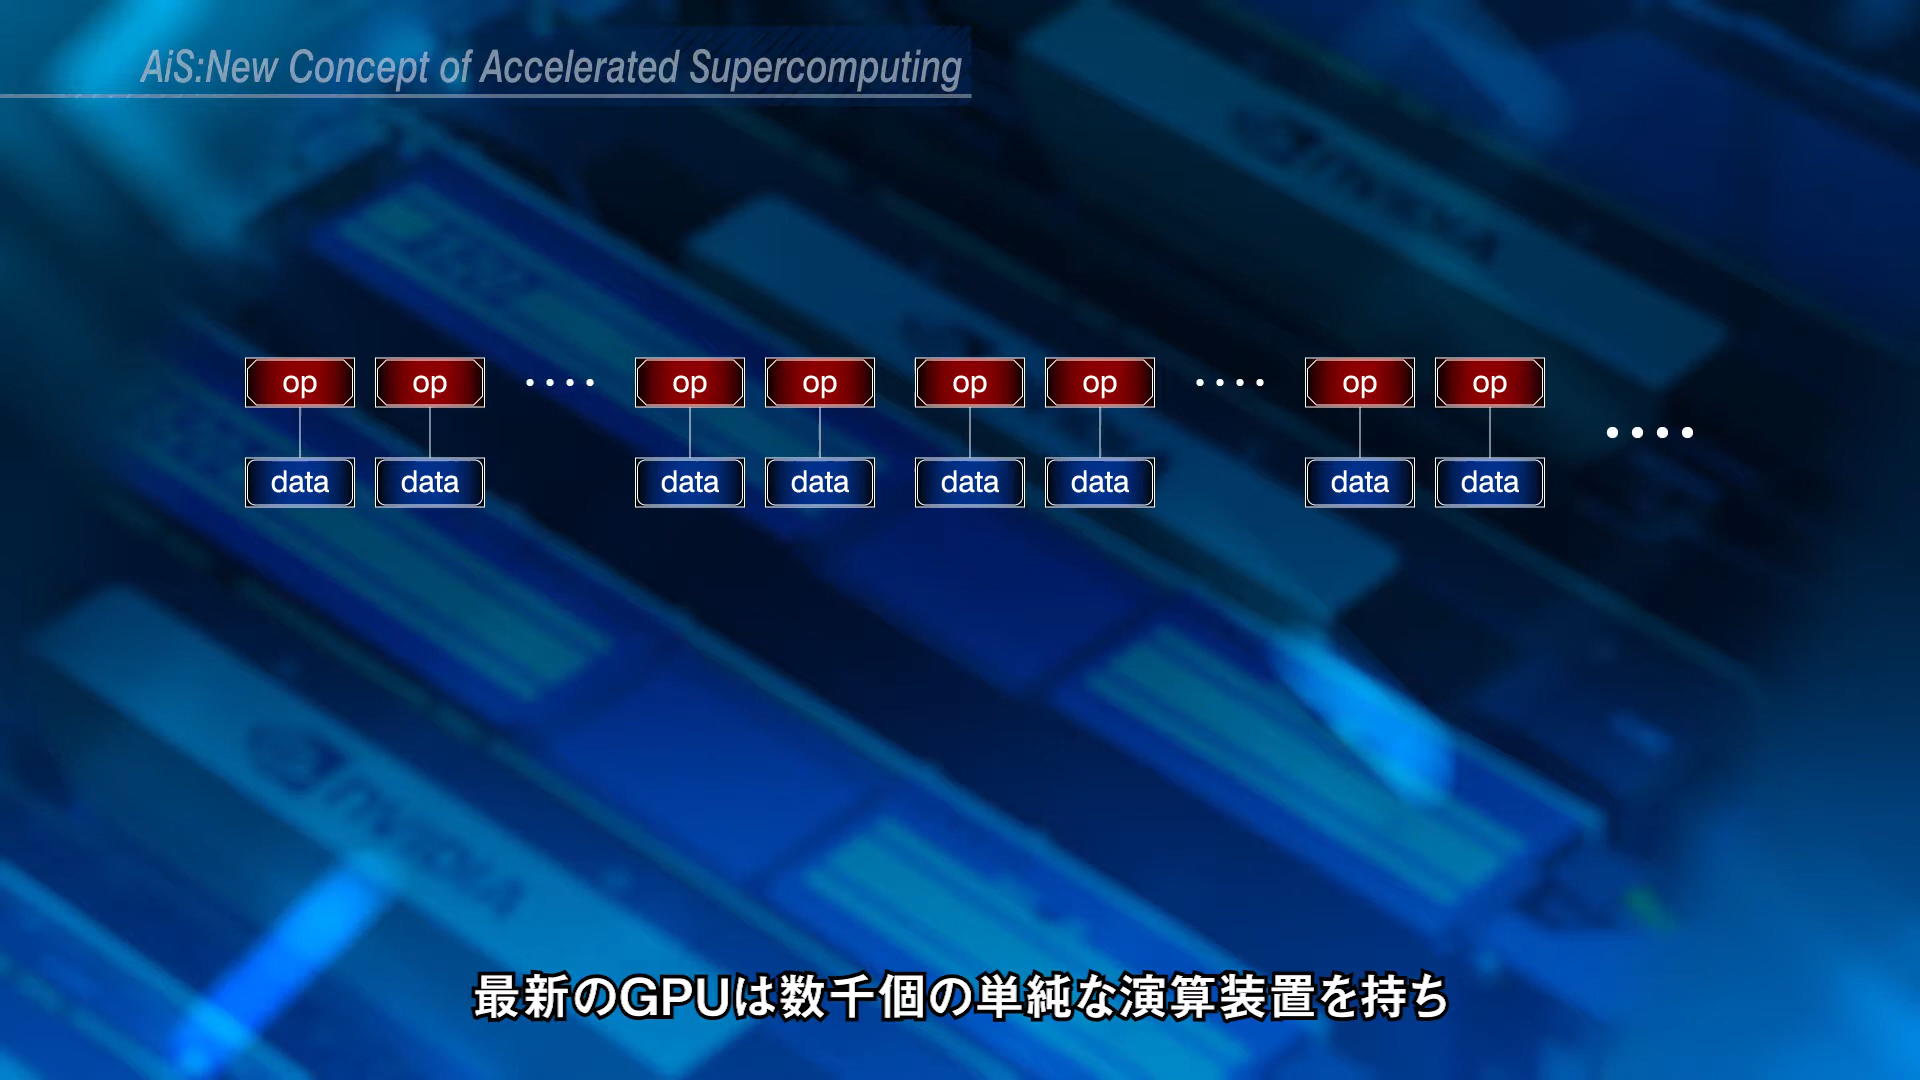 AiS:New Concept of Accelerated Supercomputing
op op ‥‥ op op op op ‥‥ op op
‥‥
data data data data data data data data
NVIDIA
最新のGPUは数千個の単純な演算装置を持ち